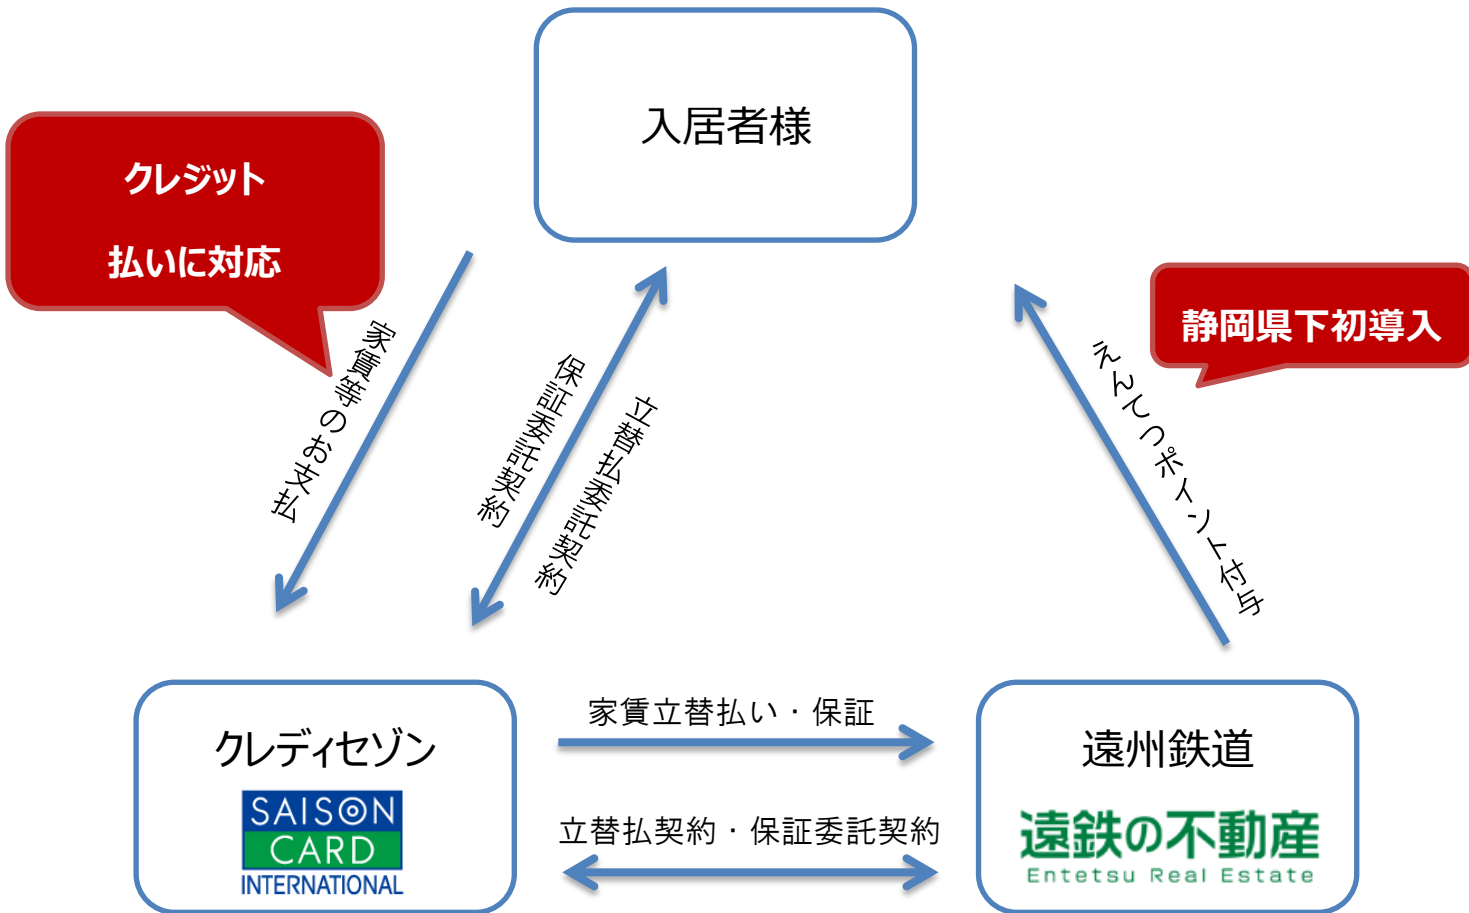 入居者様
クレジット
払いに対応
静岡県下初導入
家賃等のお支払
保証委託契約
立替払委託契約
えんてつポイント付与
クレディセゾン
SAISON
CARD
INTERNATIONAL
家賃立替払い・保証
立替払契約・保証委託契約
遠州鉄道
遠鉄の不動産
Entetsu Real Estate